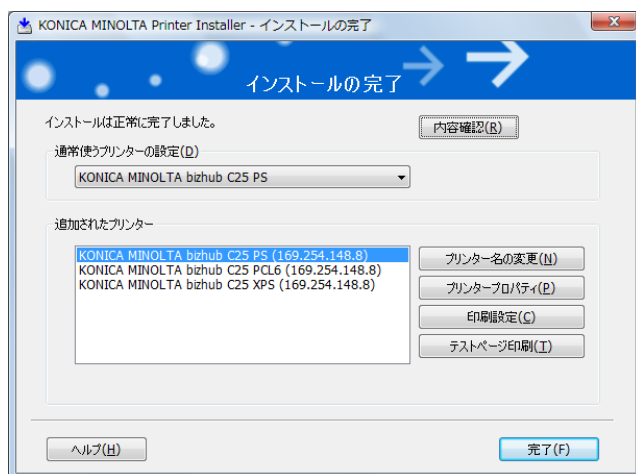 KONICA MINOLTA Printer Installer - インストールの完了
インストールの完了
インストールは正常に完了しました。
内容確認(R)
通常使うプリンターの設定(D)
KONICA MINOLTA bizhub C25 PS
追加されたプリンター
KONICA MINOLTA bizhub C25 PS (169.254.148.8)
KONICA MINOLTA bizhub C25 PCL6 (169.254.148.8)
KONICA MINOLTA bizhub C25 XPS (169.254.148.8)
プリンター名の変更(N)
プリンタープロパティ(P)
印刷設定(C)
テストページ印刷(T)
ヘルプ(H)
完了(F)